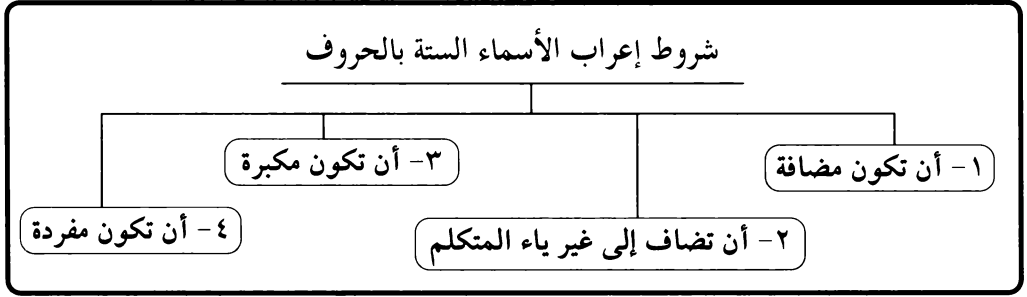 شروط إعراب الأسماء الستة بالحروف
١- أن تكون مضافة
٢- أن تضاف إلى غير ياء المتكلم
٣- أن تكون مكبرة
٤- أن تكون مفردة